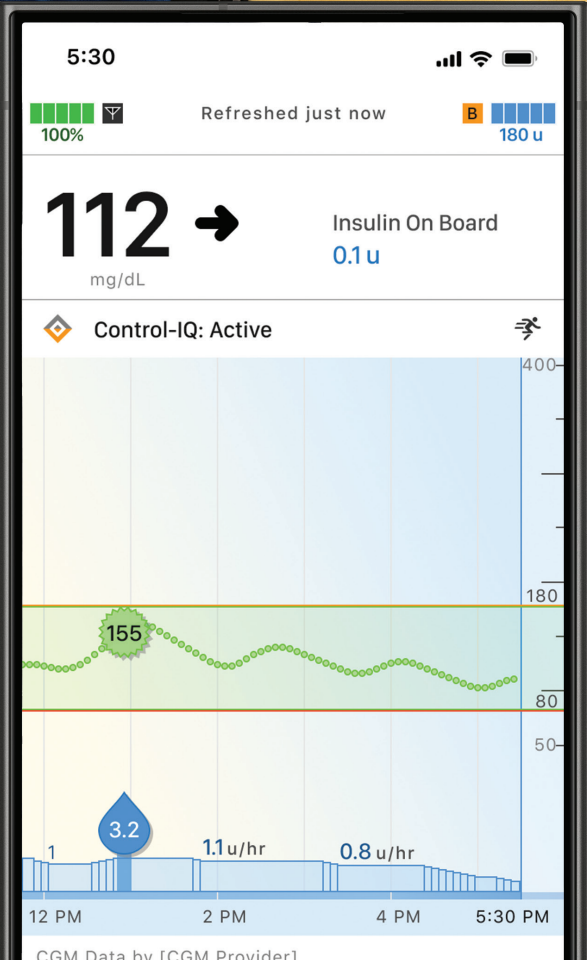 5:30
Refreshed just now
B
100%
180 u
112
mg/dL
Insulin On Board
0.1 u
Control-IQ: Active
400
180
155
80
50
3.2
1
1.1 u/hr
0.8 u/hr
12 PM
2 PM
4 PM
5:30 PM
CGM Data by [CGM Provider]